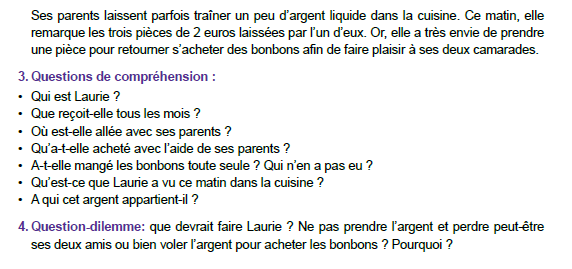 Ses parents laissent parfois traîner un peu d’argent liquide dans la cuisine. Ce matin, elle
remarque les trois pièces de 2 euros laissées par l’un d’eux. Or, elle a très envie de prendre
une pièce pour retourner s’acheter des bonbons afin de faire plaisir à ses deux camarades.
3. Questions de compréhension :
• Qui est Laurie ?
• Que reçoit-elle tous les mois ?
• Où est-elle allée avec ses parents ?
• Qu’a-t-elle acheté avec l’aide de ses parents ?
• A-t-elle mangé les bonbons toute seule ? Qui n’en a pas eu ?
• Qu’est-ce que Laurie a vu ce matin dans la cuisine ?
• A qui cet argent appartient-il ?
4. Question-dilemme: que devrait faire Laurie ? Ne pas prendre l’argent et perdre peut-être
ses deux amis ou bien voler l’argent pour acheter les bonbons ? Pourquoi ?